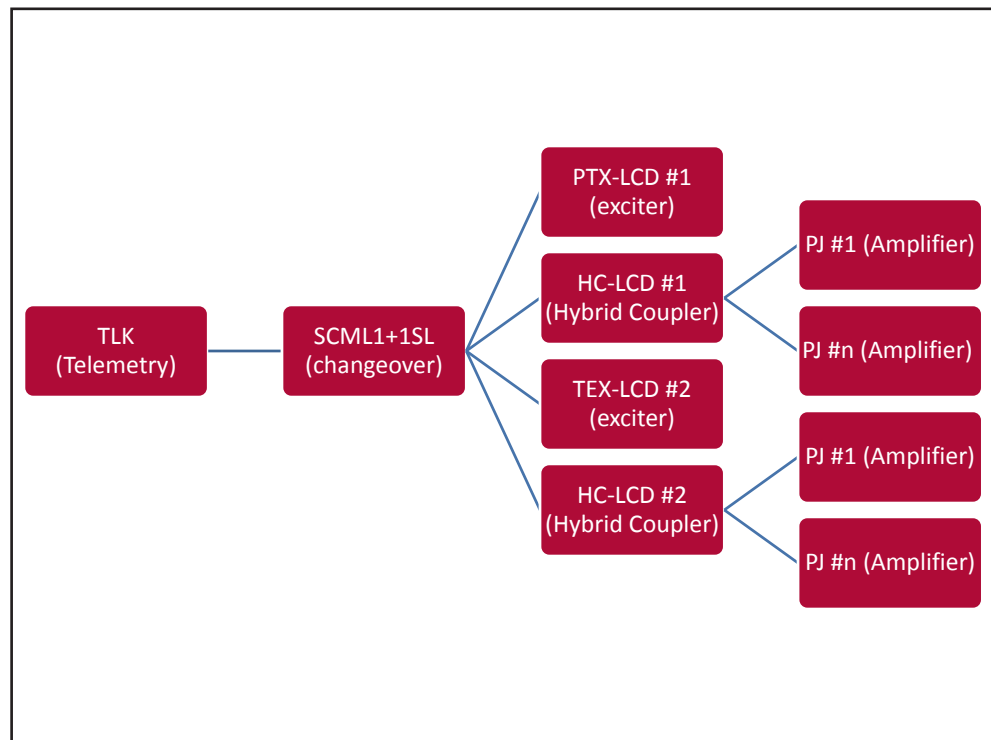 TLK
(Telemetry)
SCML1+1SL
(changeover)
PTX-LCD #1
(exciter)
HC-LCD #1
(Hybrid Coupler)
TEX-LCD #2
(exciter)
HC-LCD #2
(Hybrid Coupler)
PJ #1 (Amplifier)
PJ #n (Amplifier)
PJ #1 (Amplifier)
PJ #n (Amplifier)